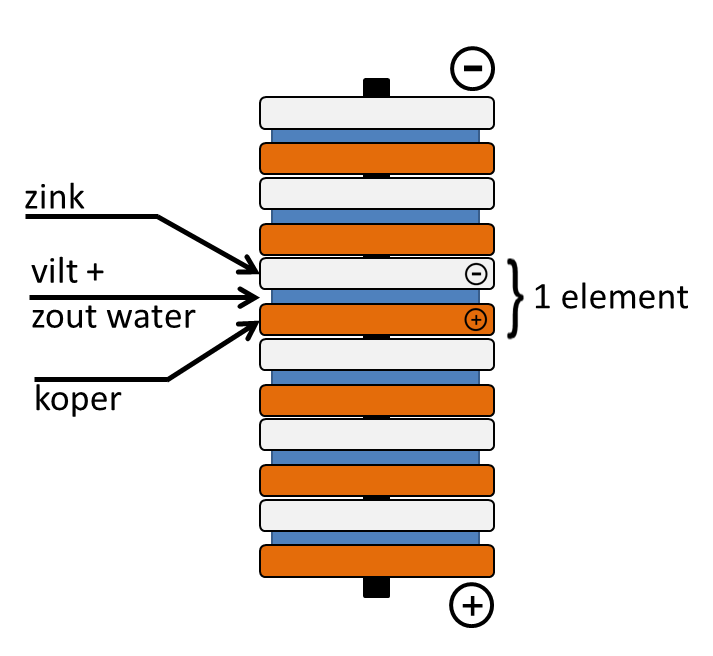 −
zink
vilt +
zout water
koper
−
+
1 element
+